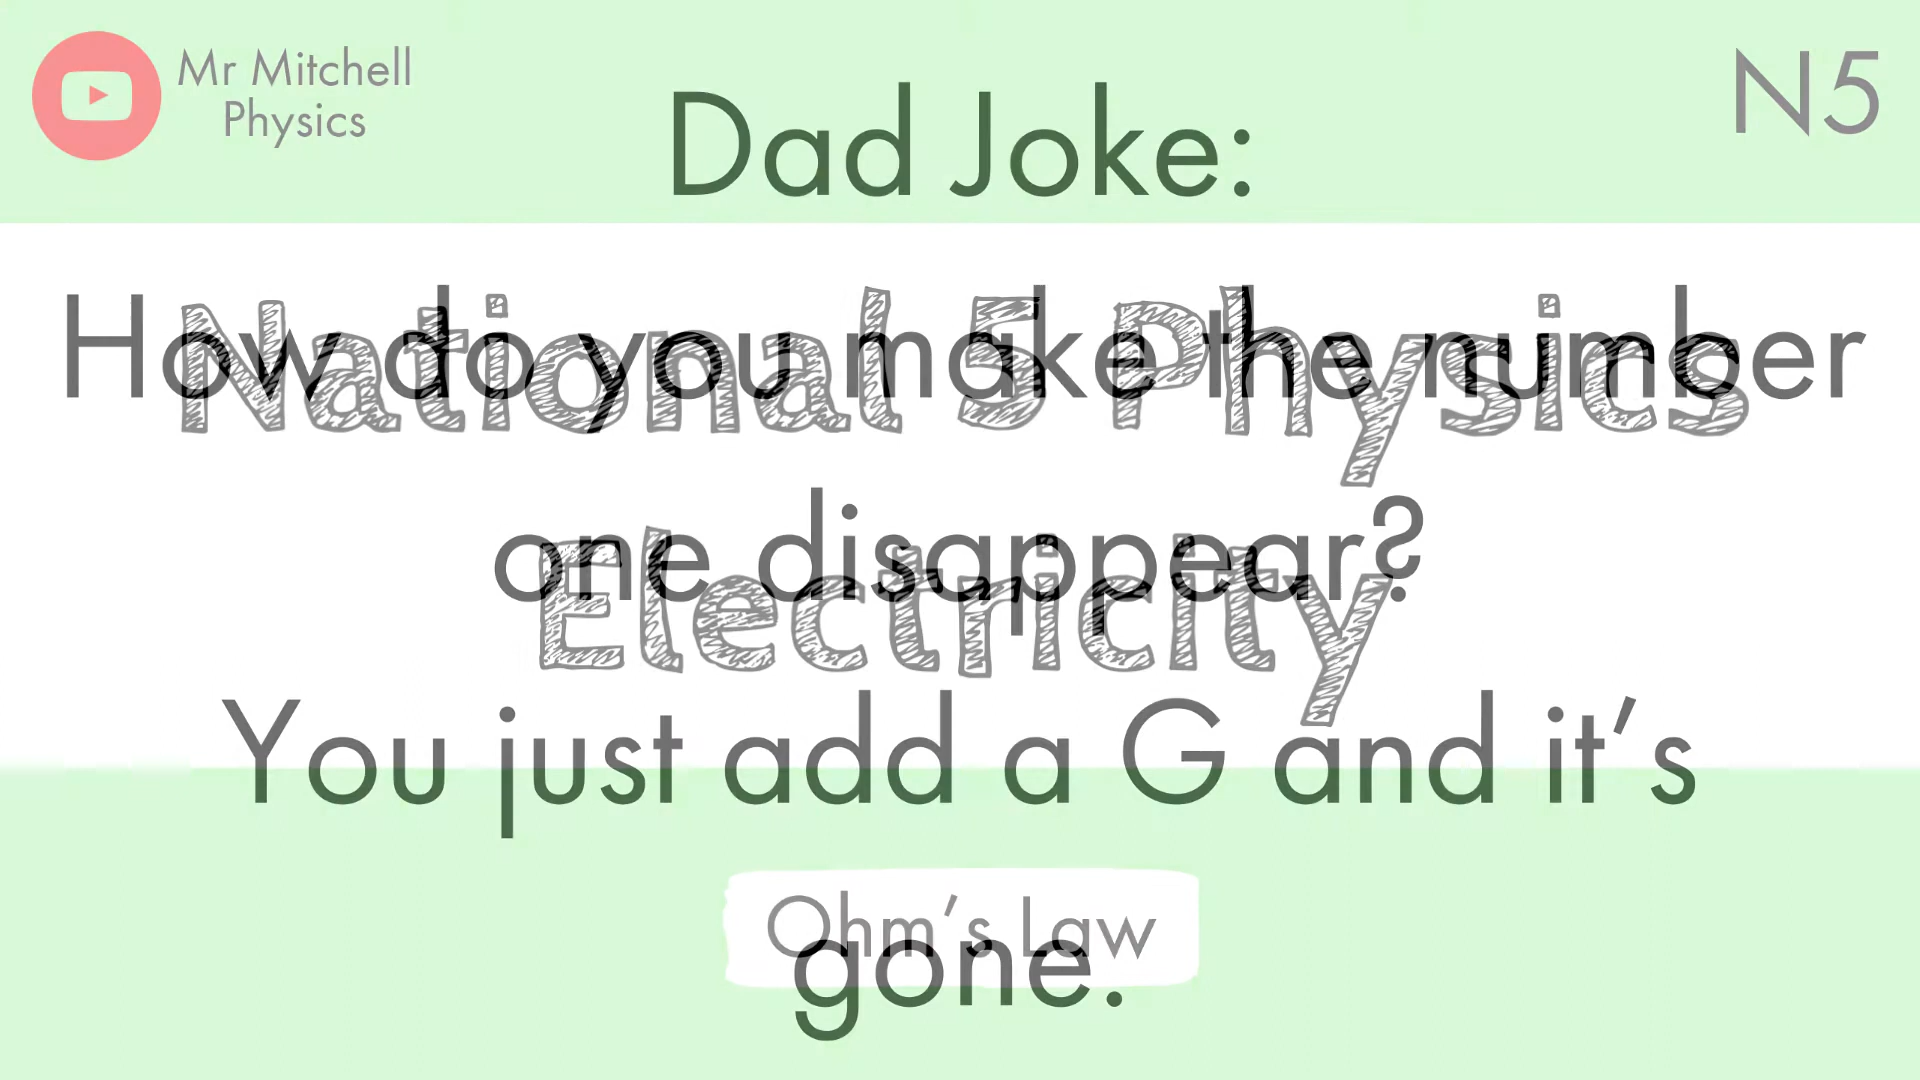 Mr Mitchell
Physics
N5
Dad Joke:
How do you make the number
one disappear?
You just add a G and it's
gone.
National 5 Physics
Electricity
Ohm's Law